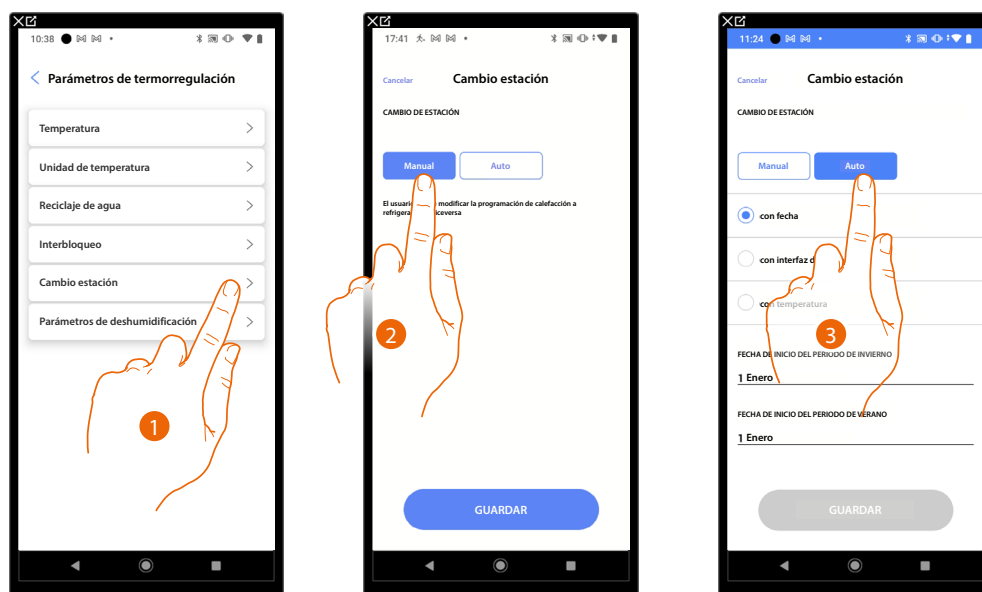 10:38
Parámetros de termorregulación
Temperatura
Unidad de temperatura
Reciclaje de agua
Interbloqueo
Cambio estación
Parámetros de deshumidificación
1
17:41
Cancelar Cambio estación
CAMBIO DE ESTACIÓN
Manual Auto
El usuari modificar la programación de calefacción a
refrigera iceversa
2
GUARDAR
11:24
Cancelar Cambio estación
CAMBIO DE ESTACIÓN
Manual Auto
con fecha
con interfaz d
con temperatura
3
FECHA DE INICIO DEL PERIODO DE INVIERNO
1 Enero
FECHA DE INICIO DEL PERIODO DE VERANO
1 Enero
GUARDAR